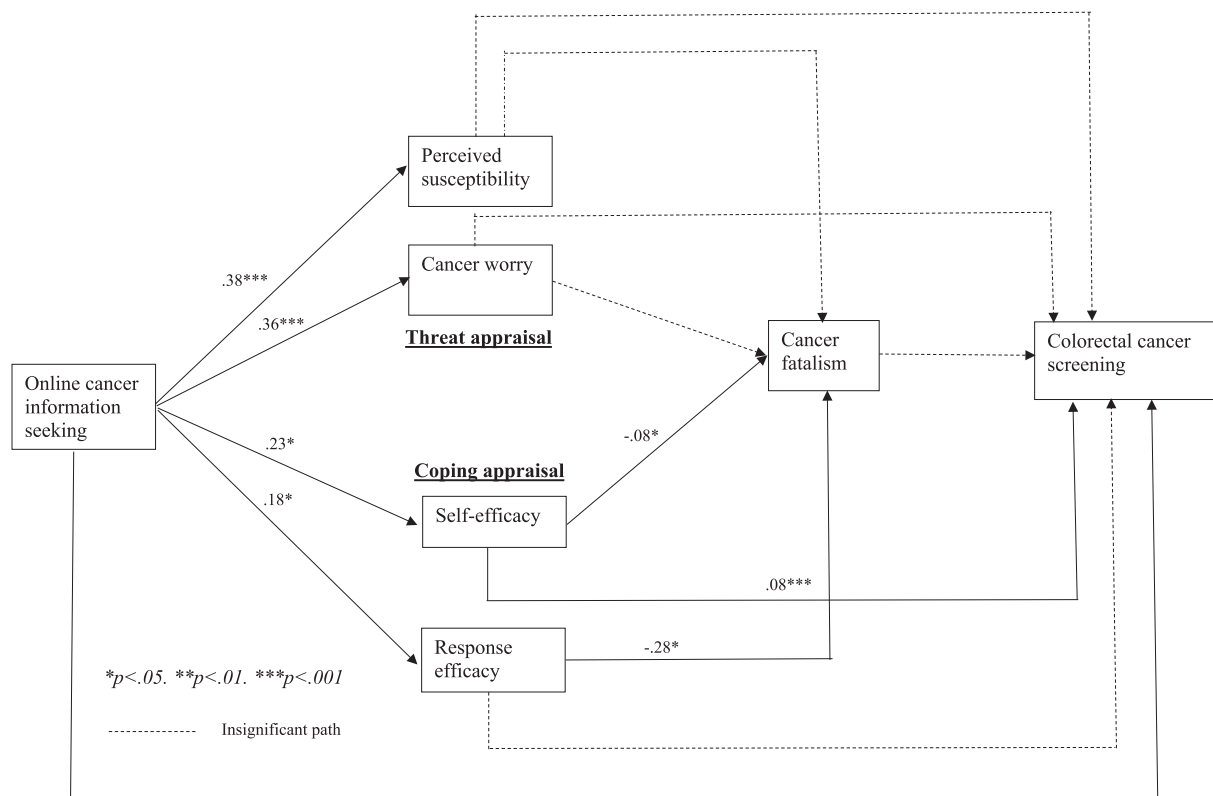 Perceived
susceptibility
.38***
Cancer worry
.36***
Threat appraisal
Cancer
fatalism
Colorectal cancer
screening
Online cancer
information
seeking
.23*
-.08*
Coping appraisal
.18*
Self-efficacy
.08***
Response
efficacy
-.28*
*p<.05. **p<.01. ***p<.001
Insignificant path